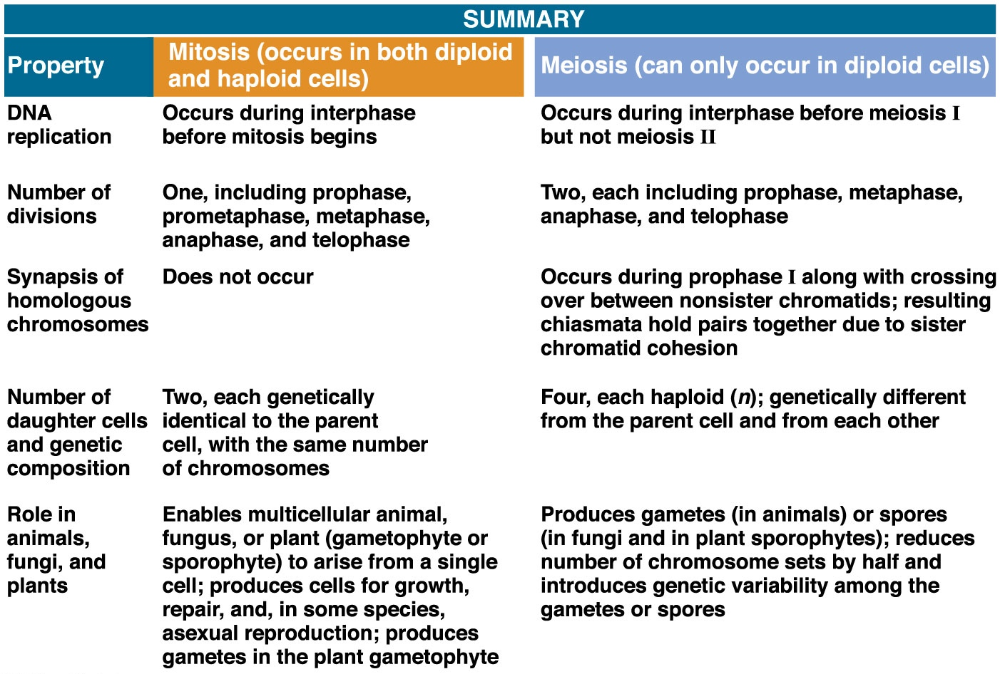 SUMMARY
Property
Mitosis (occurs in both diploid
and haploid cells)
Meiosis (can only occur in diploid cells)
DNA
replication
Occurs during interphase
before mitosis begins
Occurs during interphase before meiosis I
but not meiosis II
Number of
divisions
One, including prophase,
prometaphase, metaphase,
anaphase, and telophase
Two, each including prophase, metaphase,
anaphase, and telophase
Synapsis of
homologous
chromosomes
Does not occur
Occurs during prophase I along with crossing
over between nonsister chromatids; resulting
chiasmata hold pairs together due to sister
chromatid cohesion
Number of
daughter cells
and genetic
composition
Two, each genetically
identical to the parent
cell, with the same number
of chromosomes
Four, each haploid (n); genetically different
from the parent cell and from each other
Role in
animals,
fungi, and
plants
Enables multicellular animal,
fungus, or plant (gametophyte or
sporophyte) to arise from a single
cell; produces cells for growth,
repair, and, in some species,
asexual reproduction; produces
gametes in the plant gametophyte
Produces gametes (in animals) or spores
(in fungi and in plant sporophytes); reduces
number of chromosome sets by half and
introduces genetic variability among the
gametes or spores